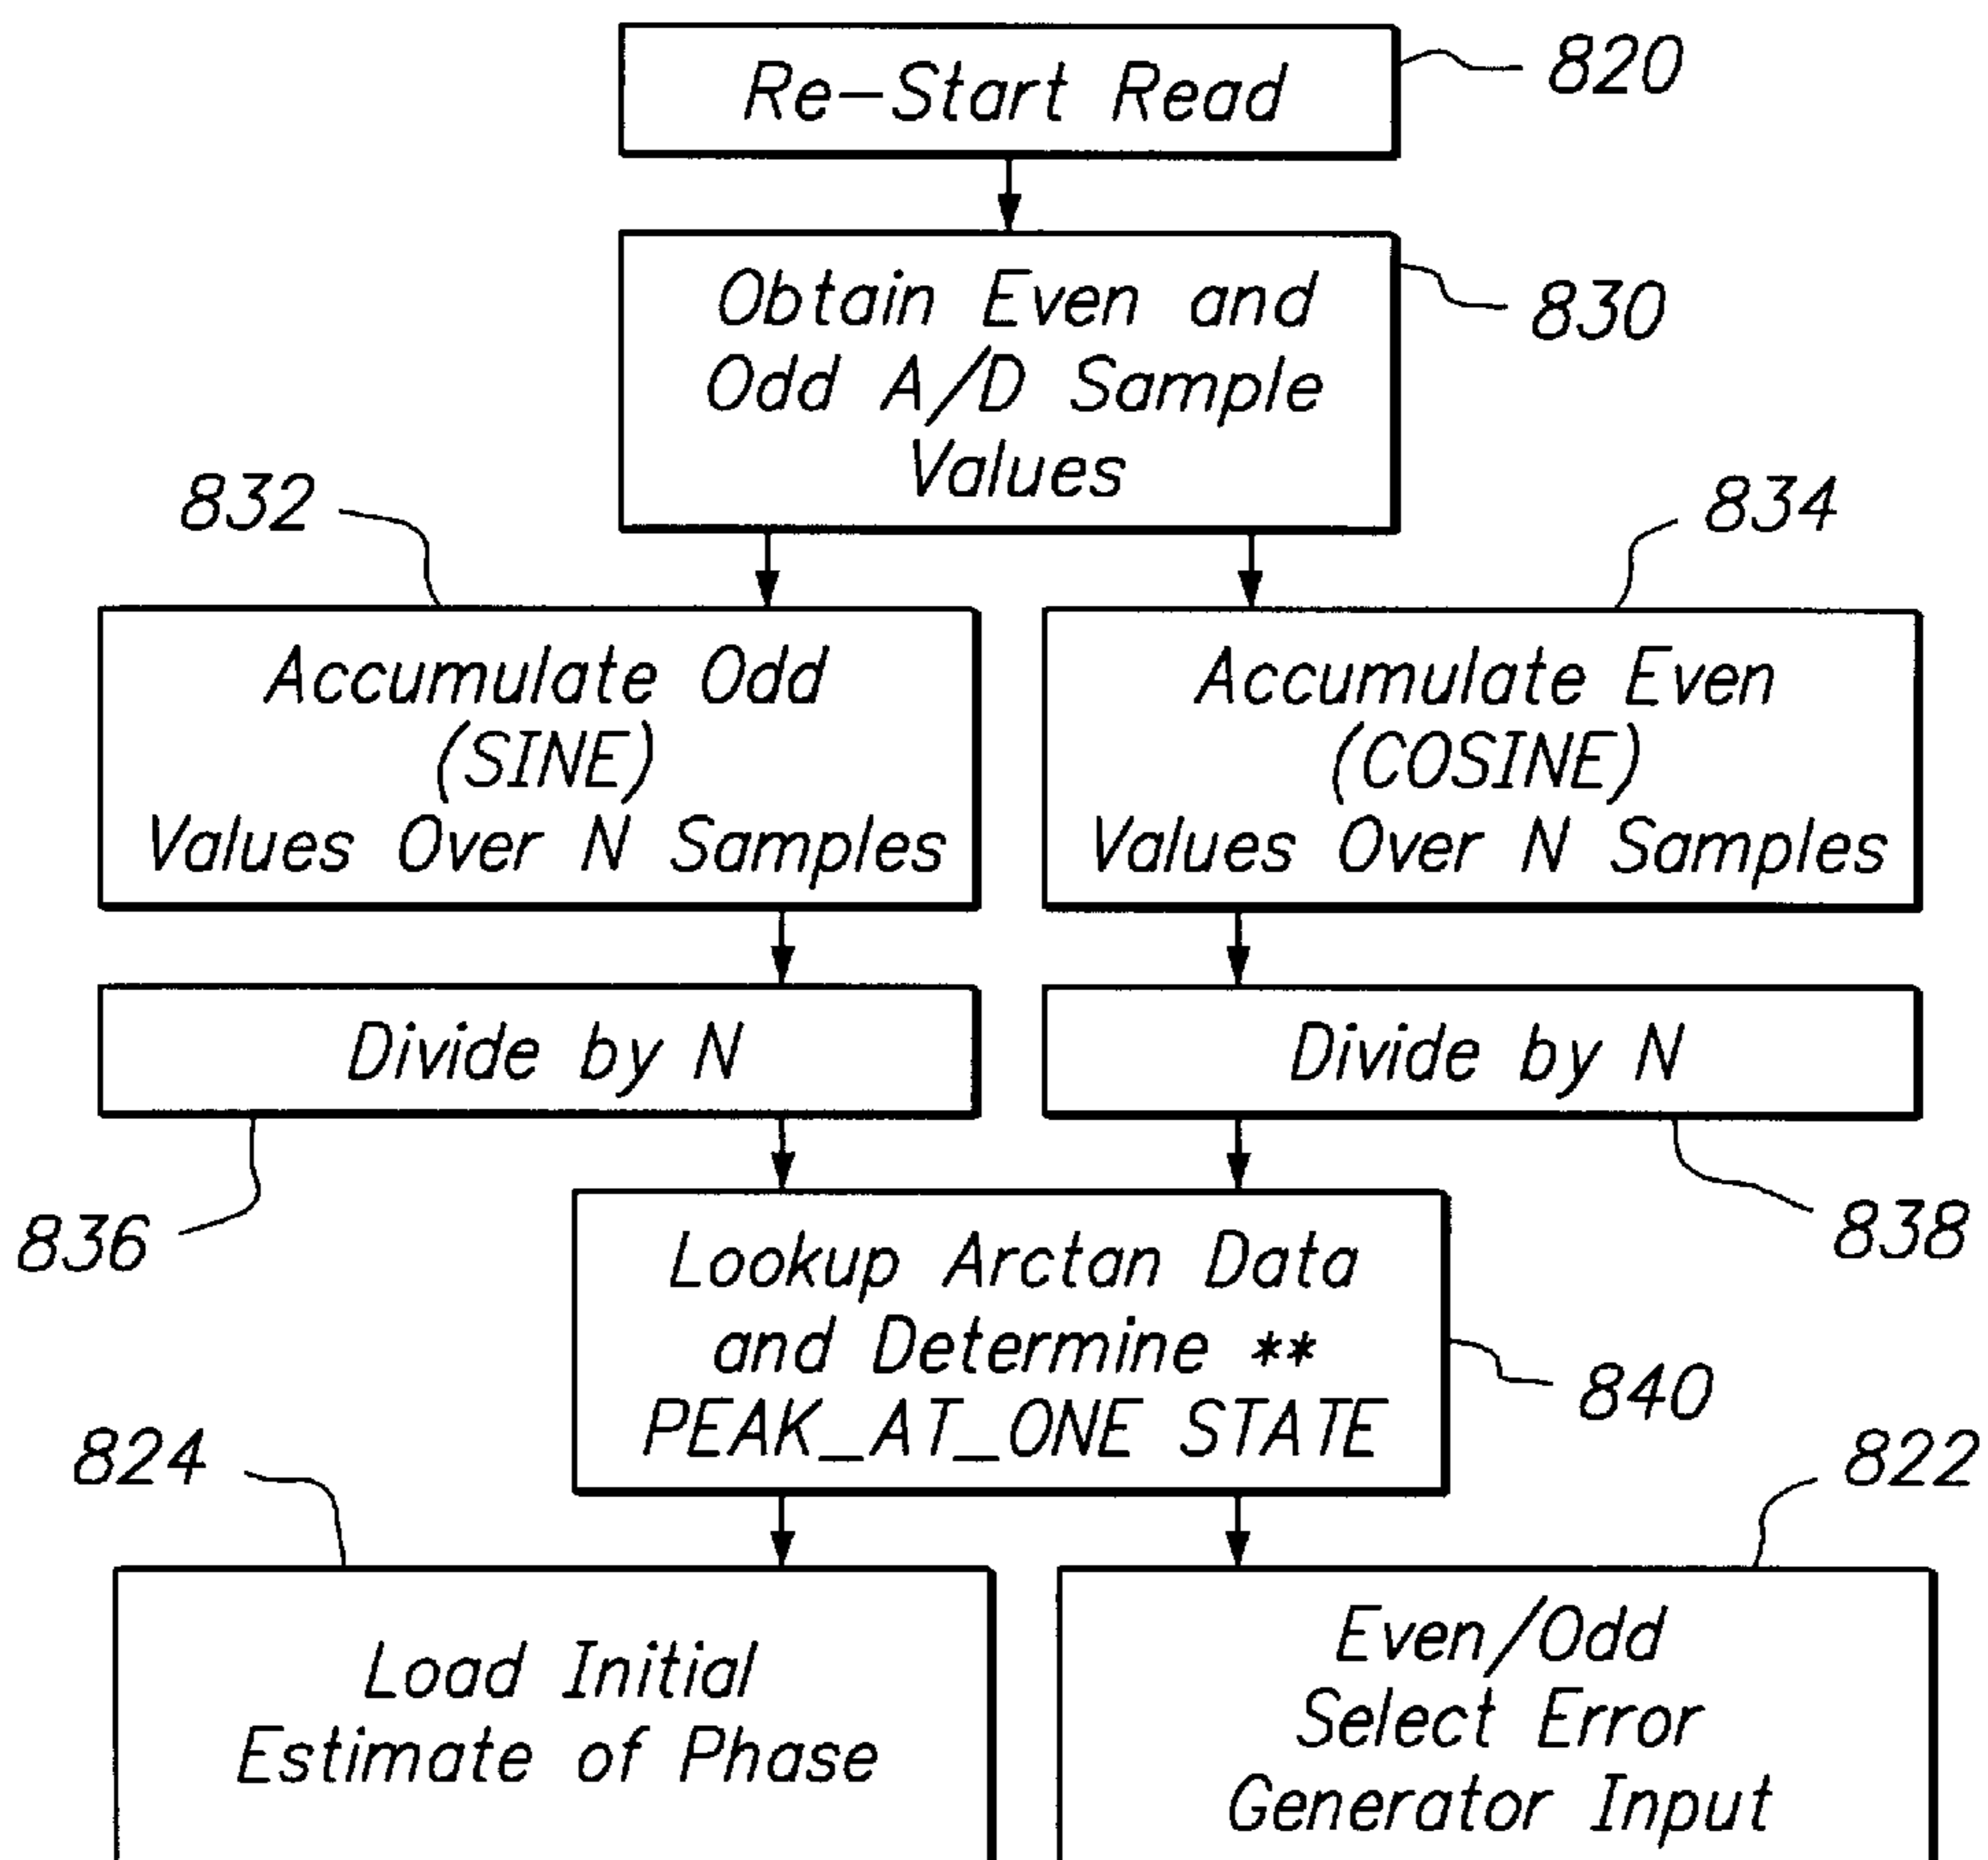 Re-Start Read
820
Obtain Even and
Odd A/D Sample
Values
830
832
834
Accumulate Odd
(SINE)
Values Over N Samples
Accumulate Even
(COSINE)
Values Over N Samples
Divide by N
Divide by N
836
838
Lookup Arctan Data
and Determine **
PEAK_AT_ONE STATE
840
824
822
Load Initial
Estimate of Phase
Even/Odd
Select Error
Generator Input